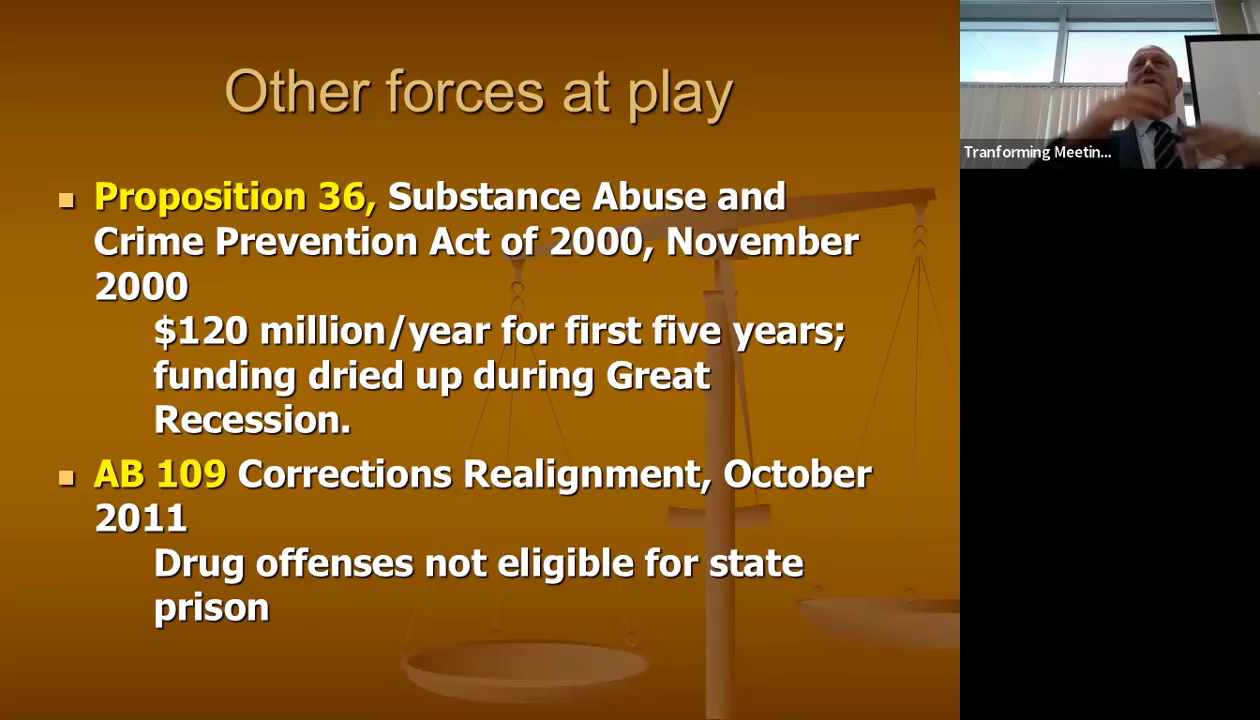 Other forces at play
Proposition 36, Substance Abuse and
Crime Prevention Act of 2000, November
2000
$120 million/year for first five years;
funding dried up during Great
Recession.
AB 109 Corrections Realignment, October
2011
Drug offenses not eligible for state
prison
Tranforming Meetin...